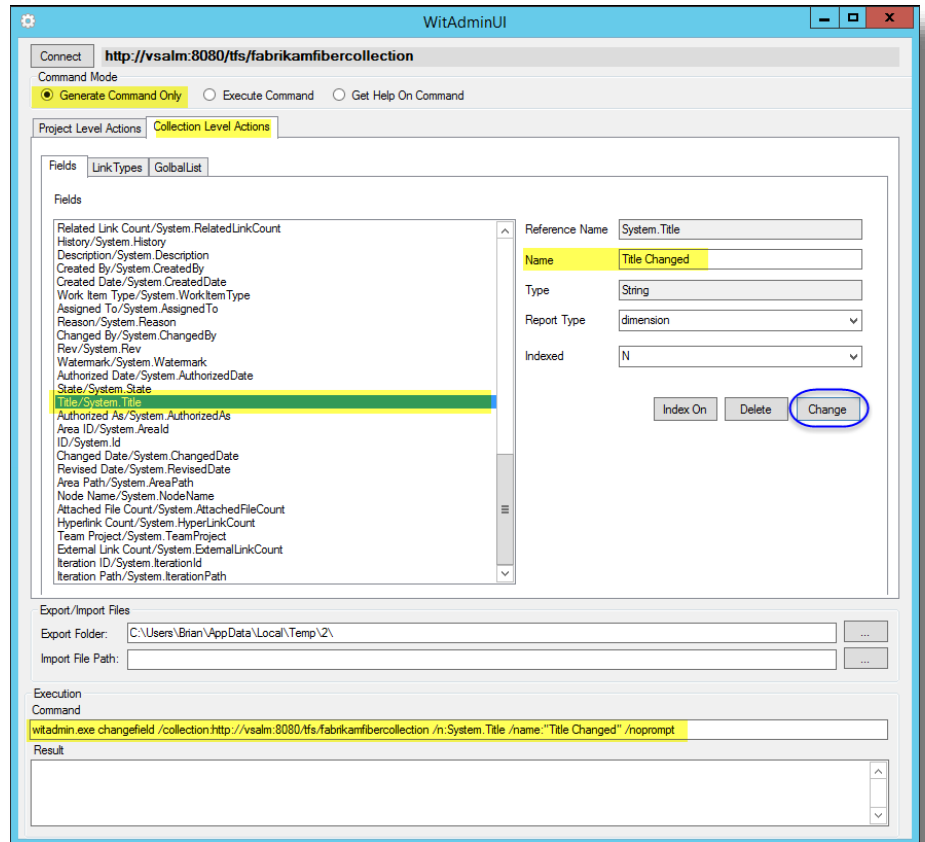 WitAdminUI
Connect http://vsalm:8080/tfs/fabrikamfibercollection
Command Mode
Generate Command Only Execute Command Get Help On Command
Project Level Actions Collection Level Actions
Fields LinkTypes GolbalList
Fields
Related Link Count/System.RelatedLinkCount
History/System.History
Description/System.Description
Created By/System.CreatedBy
Created Date/System.CreatedDate
Work Item Type/System.WorkItemType
Assigned To/System.AssignedTo
Reason/System.Reason
Changed By/System.ChangedBy
Rev/System.Rev
Watermark/System.Watermark
Authorized Date/System.AuthorizedDate
State/System.State
Title/System.Title
Authorized As/System.AuthorizedAs
Area ID/System.AreaId
ID/System.Id
Changed Date/System.ChangedDate
Revised Date/System.RevisedDate
Area Path/System.AreaPath
Node Name/System.NodeName
Attached File Count/System.AttachedFileCount
Hyperlink Count/System.HyperLinkCount
Team Project/System.TeamProject
External Link Count/System.ExternalLinkCount
Iteration ID/System.IterationId
Iteration Path/System.IterationPath
Reference Name System.Title
Name Title Changed
Type String
Report Type dimension
Indexed N
Index On Delete Change
Export/Import Files
Export Folder: C:\Users\Brian\AppData\Local\Temp\2\ ...
Import File Path: ...
Execution
Command
witadmin.exe changefield /collection:http://vsalm:8080/tfs/fabrikamfibercollection /n:System.Title /name:"Title Changed" /noprompt
Result